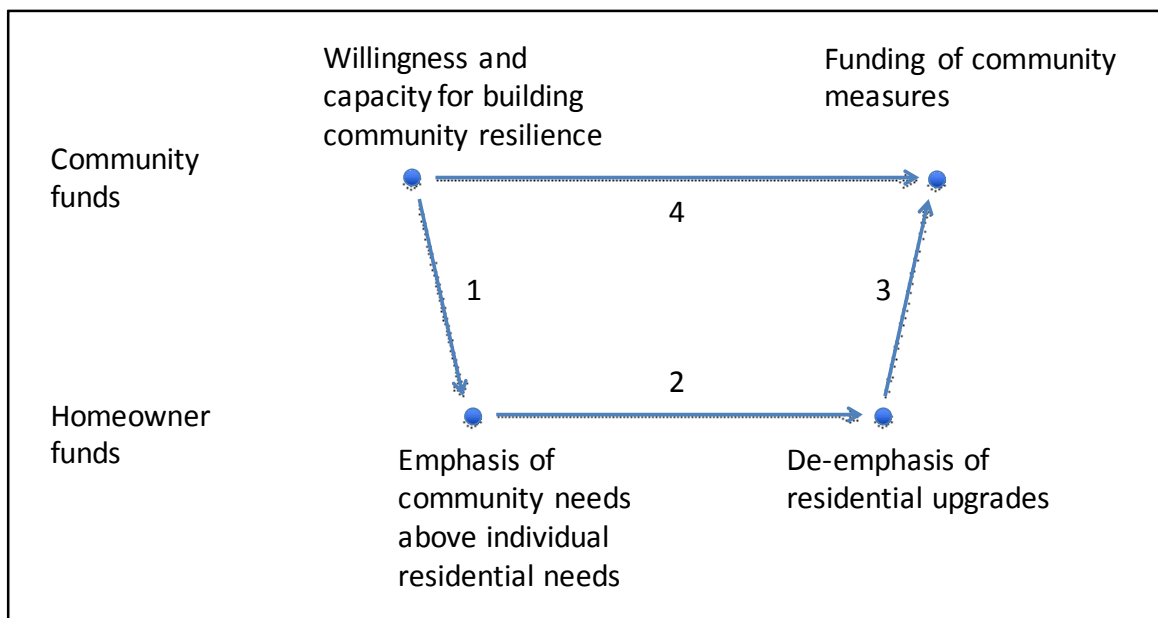 Willingness and
capacity for building
community resilience
Funding of community
measures
Community
funds
4
1
3
2
Homeowner
funds
Emphasis of
community needs
above individual
residential needs
De-emphasis of
residential upgrades